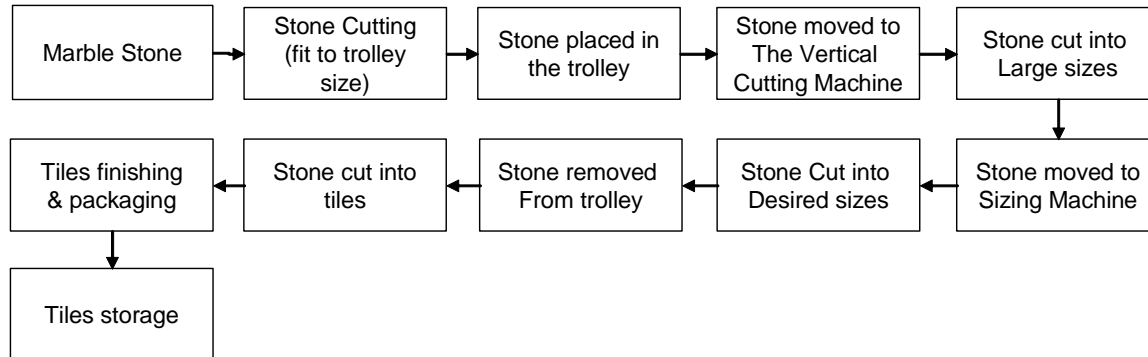 Marble Stone
Stone Cutting
(fit to trolley
size)
Stone placed in
the trolley
Stone moved to
The Vertical
Cutting Machine
Stone cut into
Large sizes
Stone moved to
Sizing Machine
Stone Cut into
Desired sizes
Stone removed
From trolley
Stone cut into
tiles
Tiles finishing
& packaging
Tiles storage